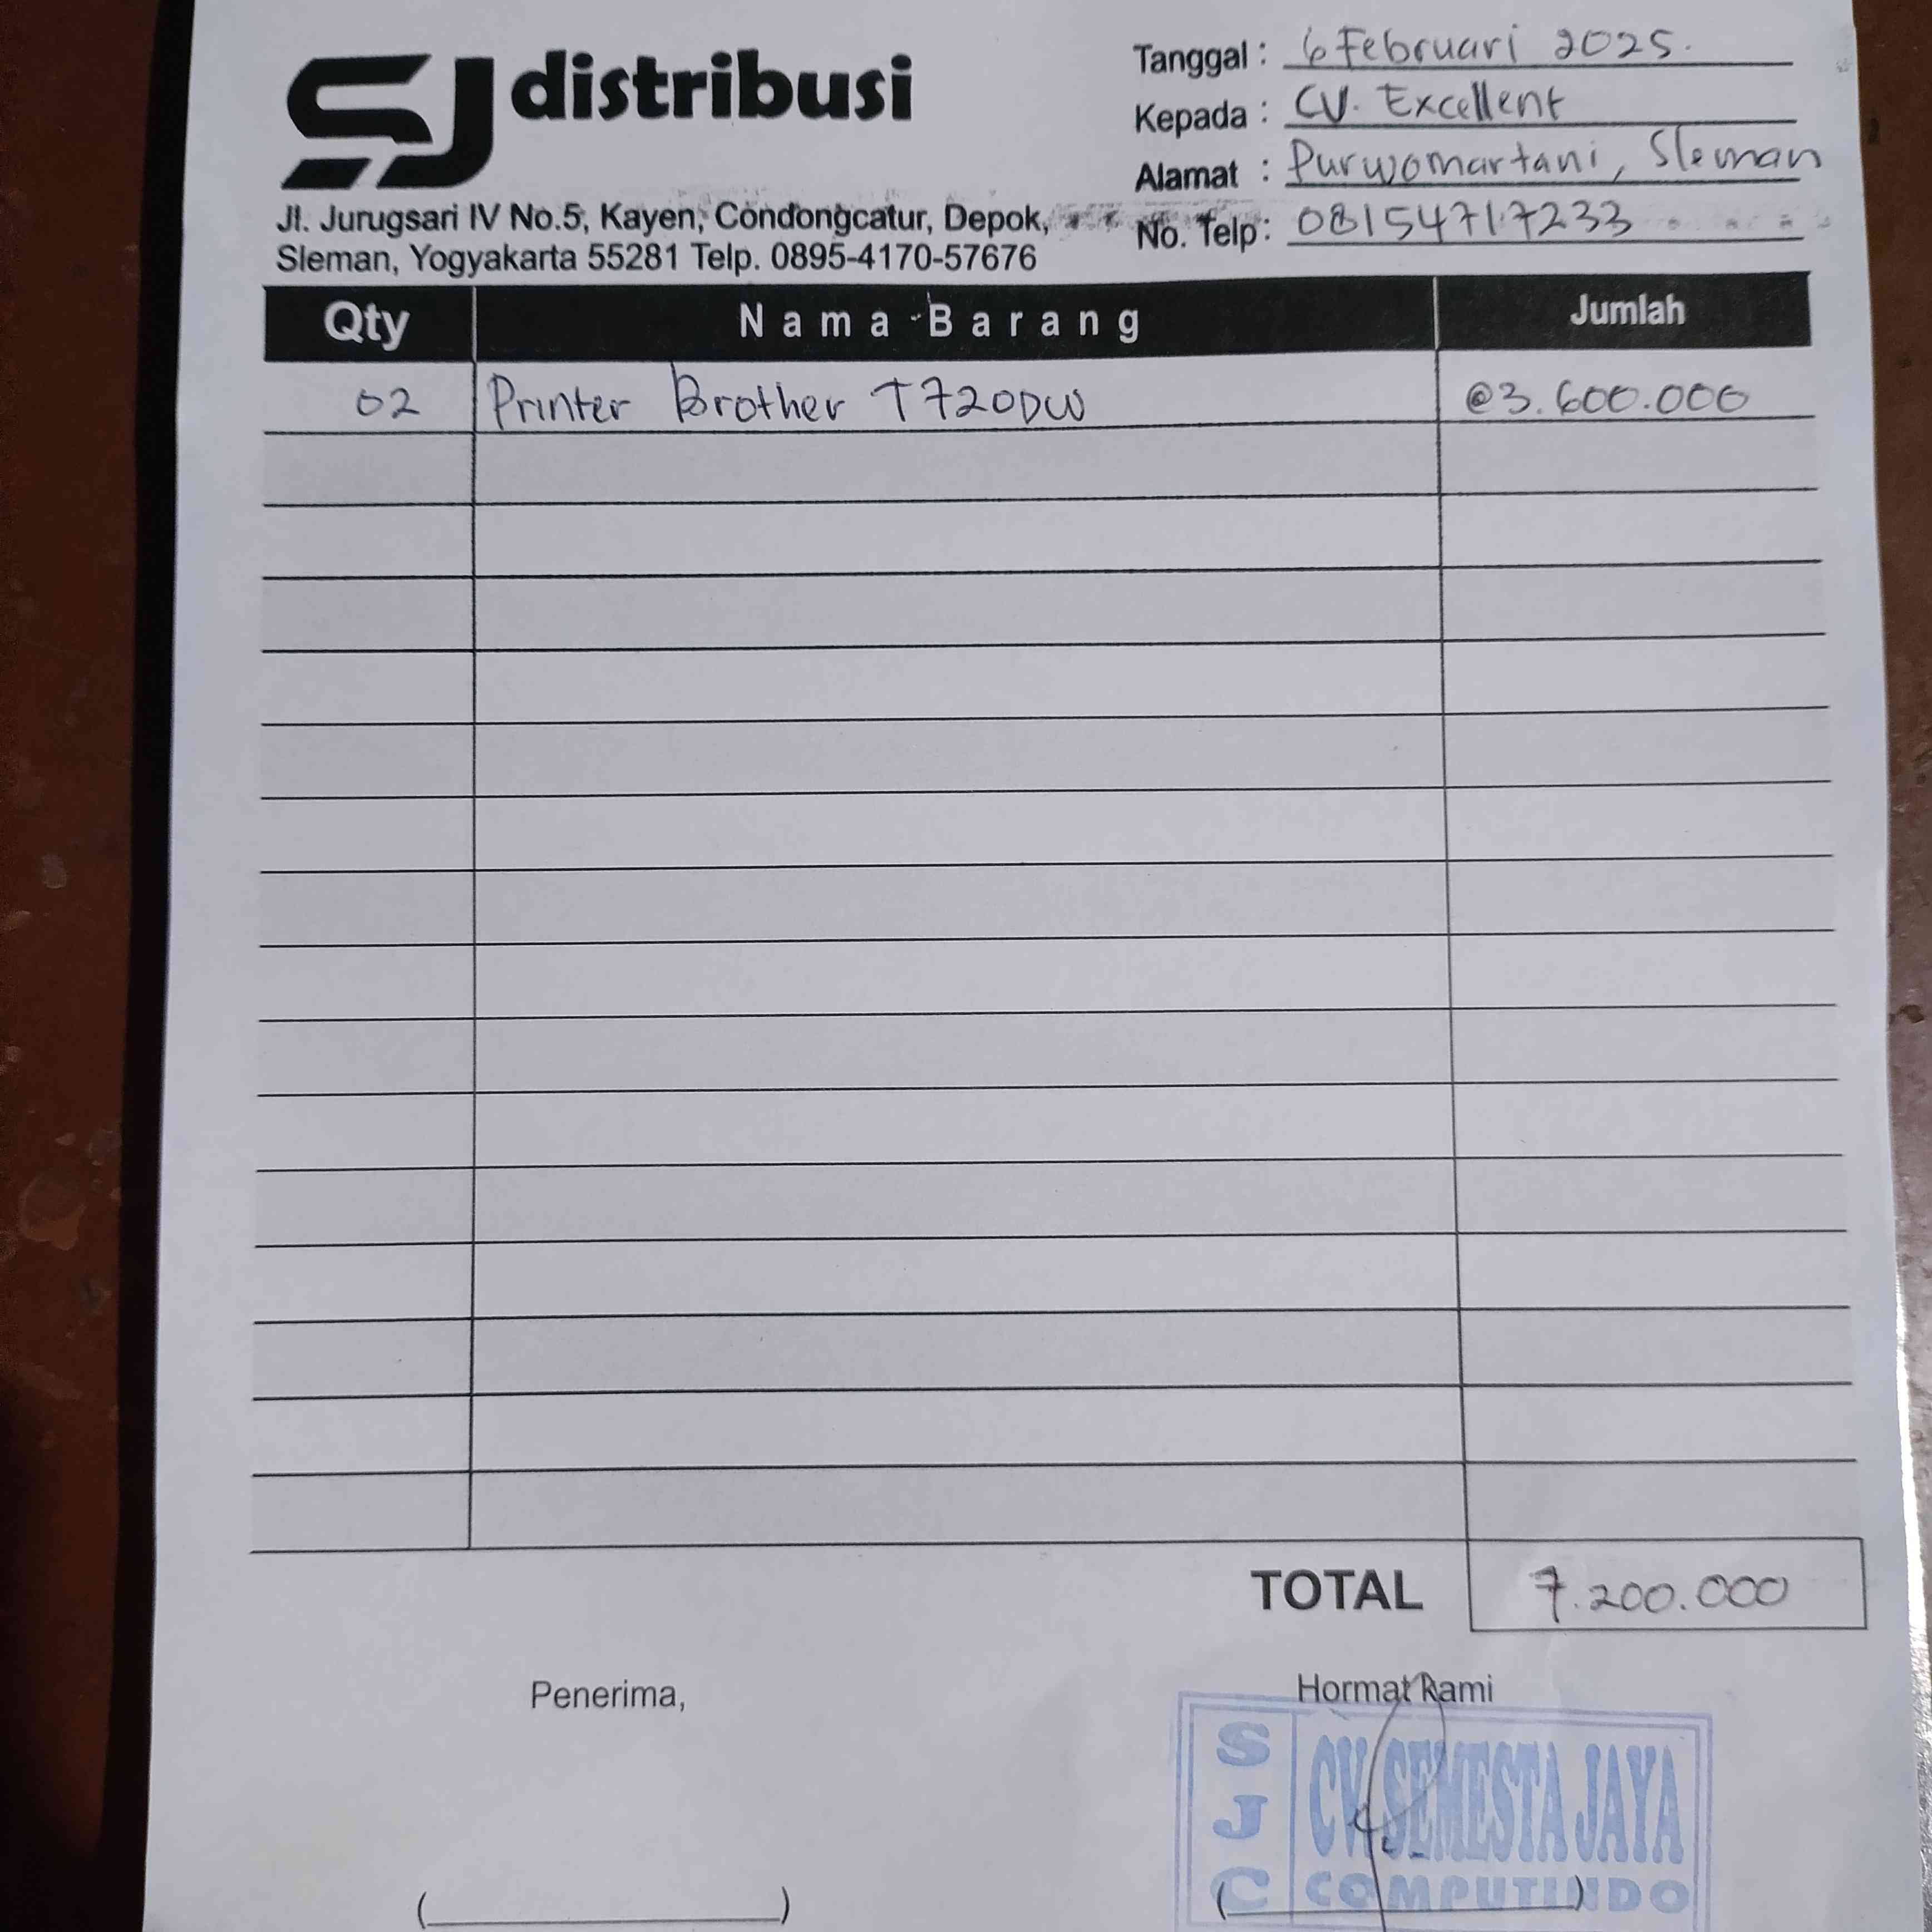 SJ distribusi
Jl. Jurugsari IV No.5, Kayen, Condongcatur, Depok,
Sleman, Yogyakarta 55281 Telp. 0895-4170-57676
Tanggal : 6 Februari 2025.
Kepada : CV. Excellent
Alamat : Purwomartani, Sleman
No. Telp : 081547117233
Qty Nama Barang Jumlah
02 Printer Brother T720DW @3.600.000
TOTAL 7.200.000
Penerima, Hormat Kami
SJC CV. SEMESTA JAYA
COMPUTINDO
(                    ) (                    )